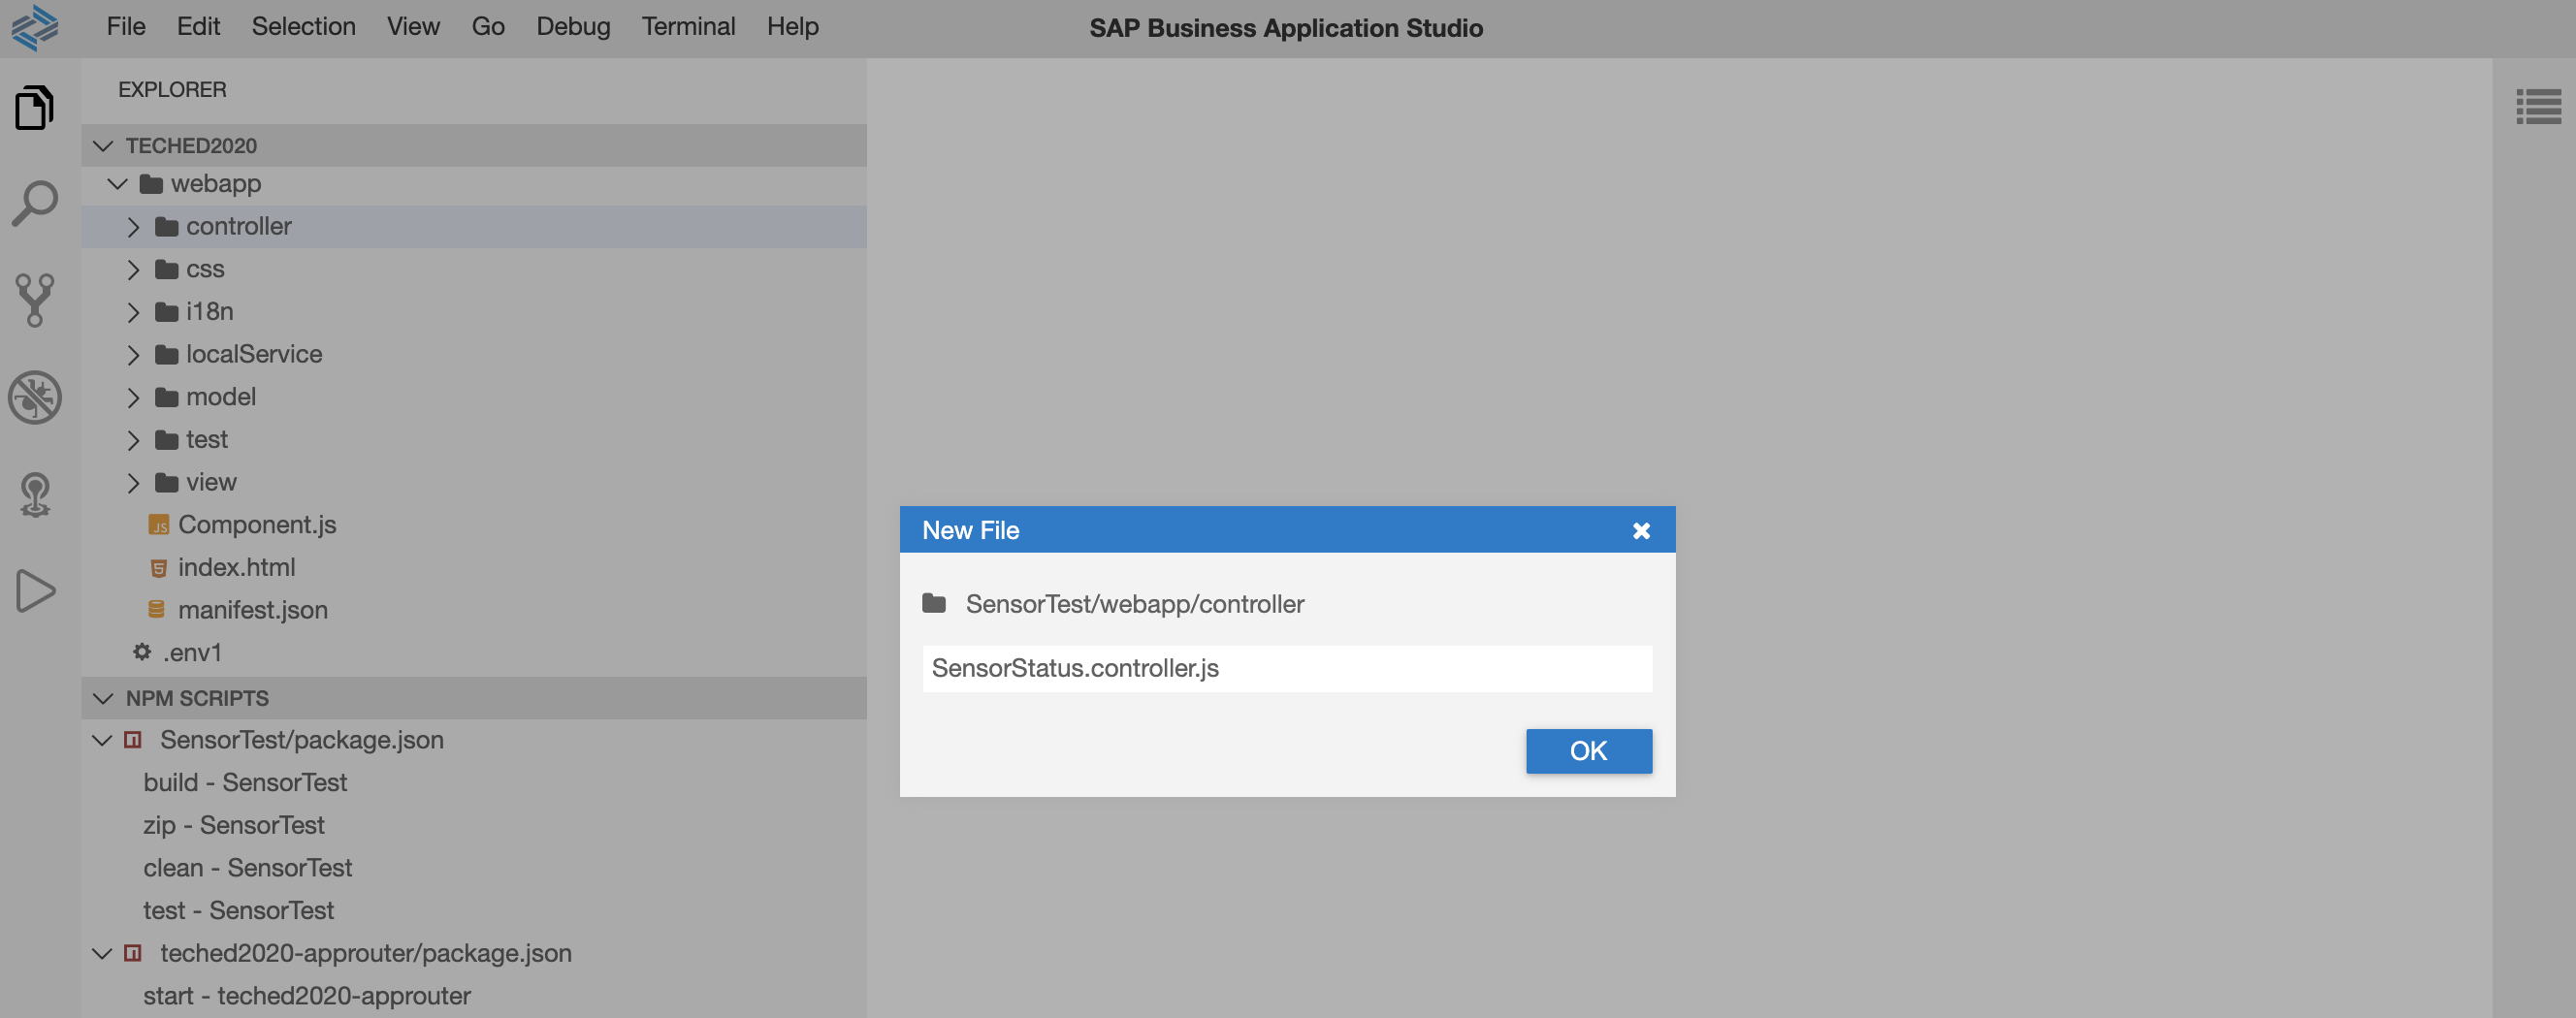 File Edit Selection View Go Debug Terminal Help SAP Business Application Studio
EXPLORER
TECHED2020
webapp
controller
css
i18n
localService
model
test
view
Component.js
index.html
manifest.json
.env1
NPM SCRIPTS
SensorTest/package.json
build - SensorTest
zip - SensorTest
clean - SensorTest
test - SensorTest
teched2020-approuter/package.json
start - teched2020-approuter
New File
SensorTest/webapp/controller
SensorStatus.controller.js
OK